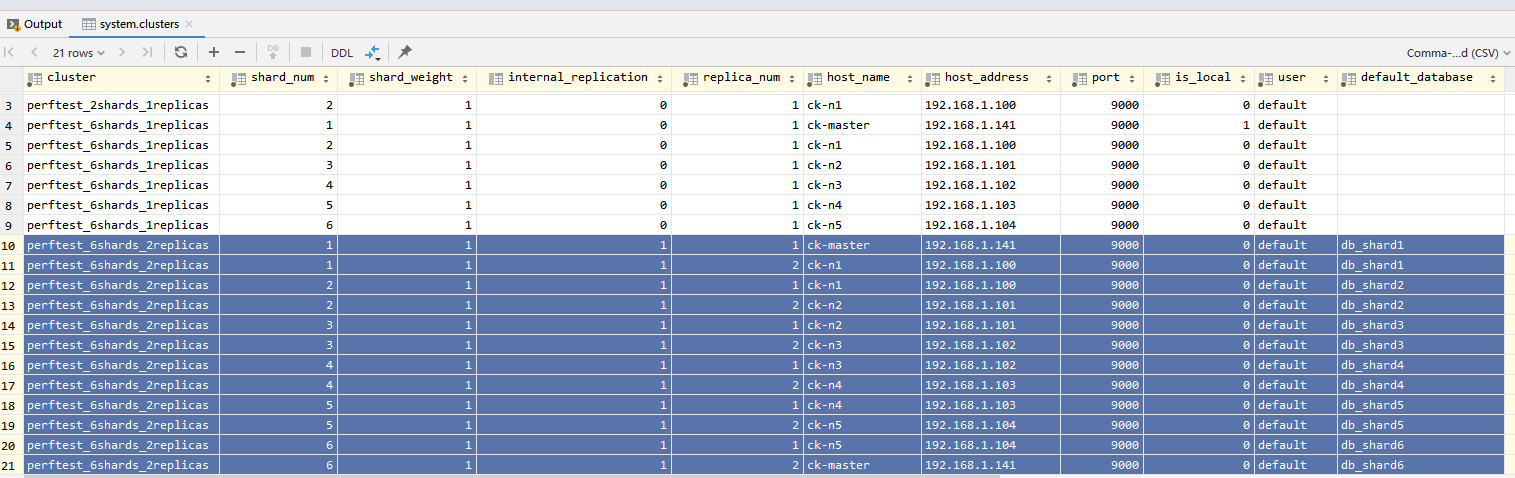 Output system.clusters
21 rows DB DDL Comma-...d (CSV)
cluster shard_num shard_weight internal_replication replica_num host_name host_address port is_local user default_database
3 perftest_2shards_1replicas 2 1 0 1 ck-n1 192.168.1.100 9000 0 default
4 perftest_6shards_1replicas 1 1 0 1 ck-master 192.168.1.141 9000 1 default
5 perftest_6shards_1replicas 2 1 0 1 ck-n1 192.168.1.100 9000 0 default
6 perftest_6shards_1replicas 3 1 0 1 ck-n2 192.168.1.101 9000 0 default
7 perftest_6shards_1replicas 4 1 0 1 ck-n3 192.168.1.102 9000 0 default
8 perftest_6shards_1replicas 5 1 0 1 ck-n4 192.168.1.103 9000 0 default
9 perftest_6shards_1replicas 6 1 0 1 ck-n5 192.168.1.104 9000 0 default
10 perftest_6shards_2replicas 1 1 1 1 ck-master 192.168.1.141 9000 0 default db_shard1
11 perftest_6shards_2replicas 1 1 1 2 ck-n1 192.168.1.100 9000 0 default db_shard1
12 perftest_6shards_2replicas 2 1 1 1 ck-n1 192.168.1.100 9000 0 default db_shard2
13 perftest_6shards_2replicas 2 1 1 2 ck-n2 192.168.1.101 9000 0 default db_shard2
14 perftest_6shards_2replicas 3 1 1 1 ck-n2 192.168.1.101 9000 0 default db_shard3
15 perftest_6shards_2replicas 3 1 1 2 ck-n3 192.168.1.102 9000 0 default db_shard3
16 perftest_6shards_2replicas 4 1 1 1 ck-n3 192.168.1.102 9000 0 default db_shard4
17 perftest_6shards_2replicas 4 1 1 2 ck-n4 192.168.1.103 9000 0 default db_shard4
18 perftest_6shards_2replicas 5 1 1 1 ck-n4 192.168.1.103 9000 0 default db_shard5
19 perftest_6shards_2replicas 5 1 1 2 ck-n5 192.168.1.104 9000 0 default db_shard5
20 perftest_6shards_2replicas 6 1 1 1 ck-n5 192.168.1.104 9000 0 default db_shard6
21 perftest_6shards_2replicas 6 1 1 2 ck-master 192.168.1.141 9000 0 default db_shard6